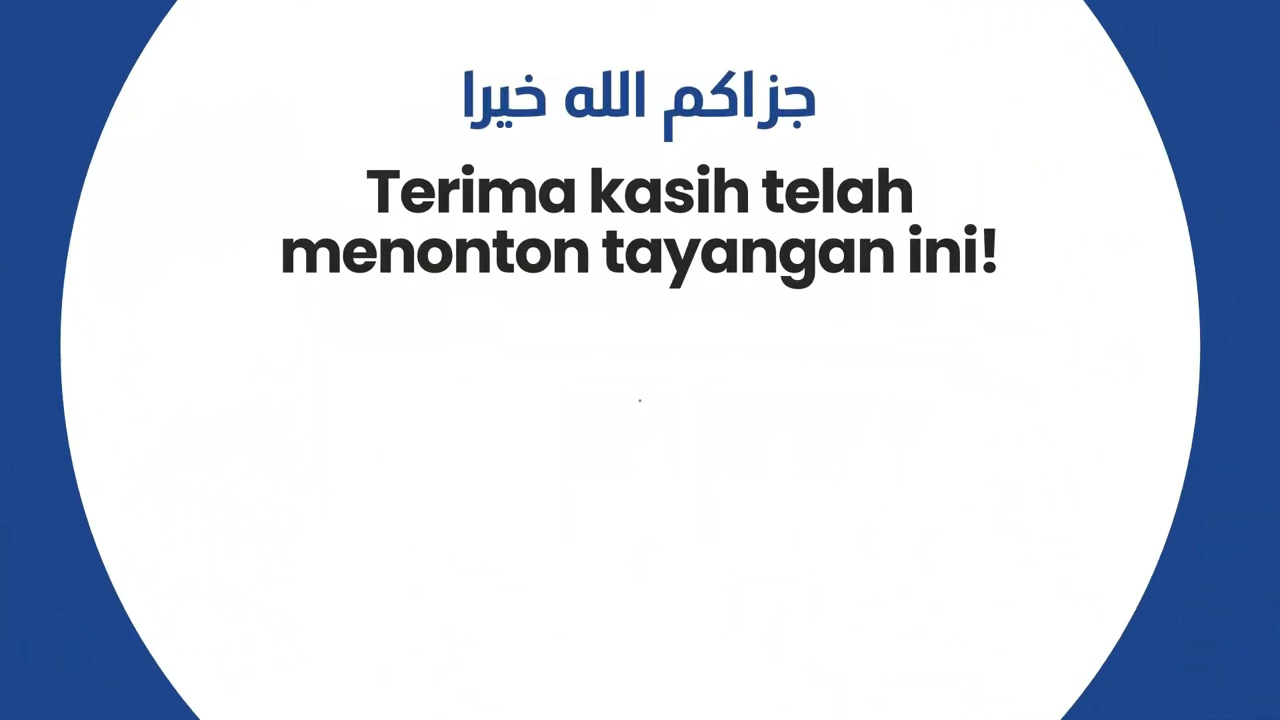 جزاكم الله خيرا
Terima kasih telah
menonton tayangan ini!